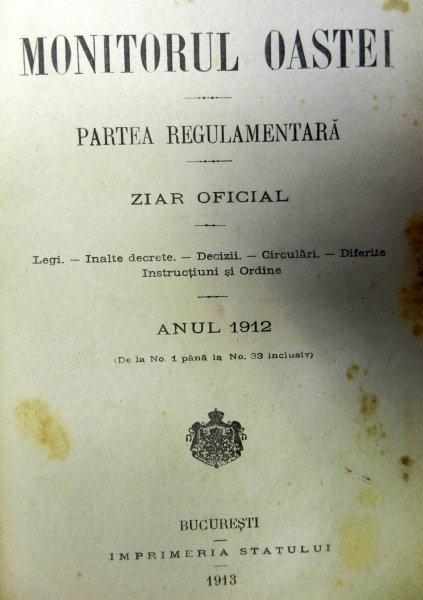 MONITORUL OASTEI
PARTEA REGULAMENTARĂ
ZIAR OFICIAL
Legi. — Inalte decrete. — Decizii. — Circulări. — Diferite
Instrucţiuni şi Ordine
ANUL 1912
(De la No. 1 până la No. 33 inclusiv)
BUCUREŞTI
IMPRIMERIA STATULUI
1913